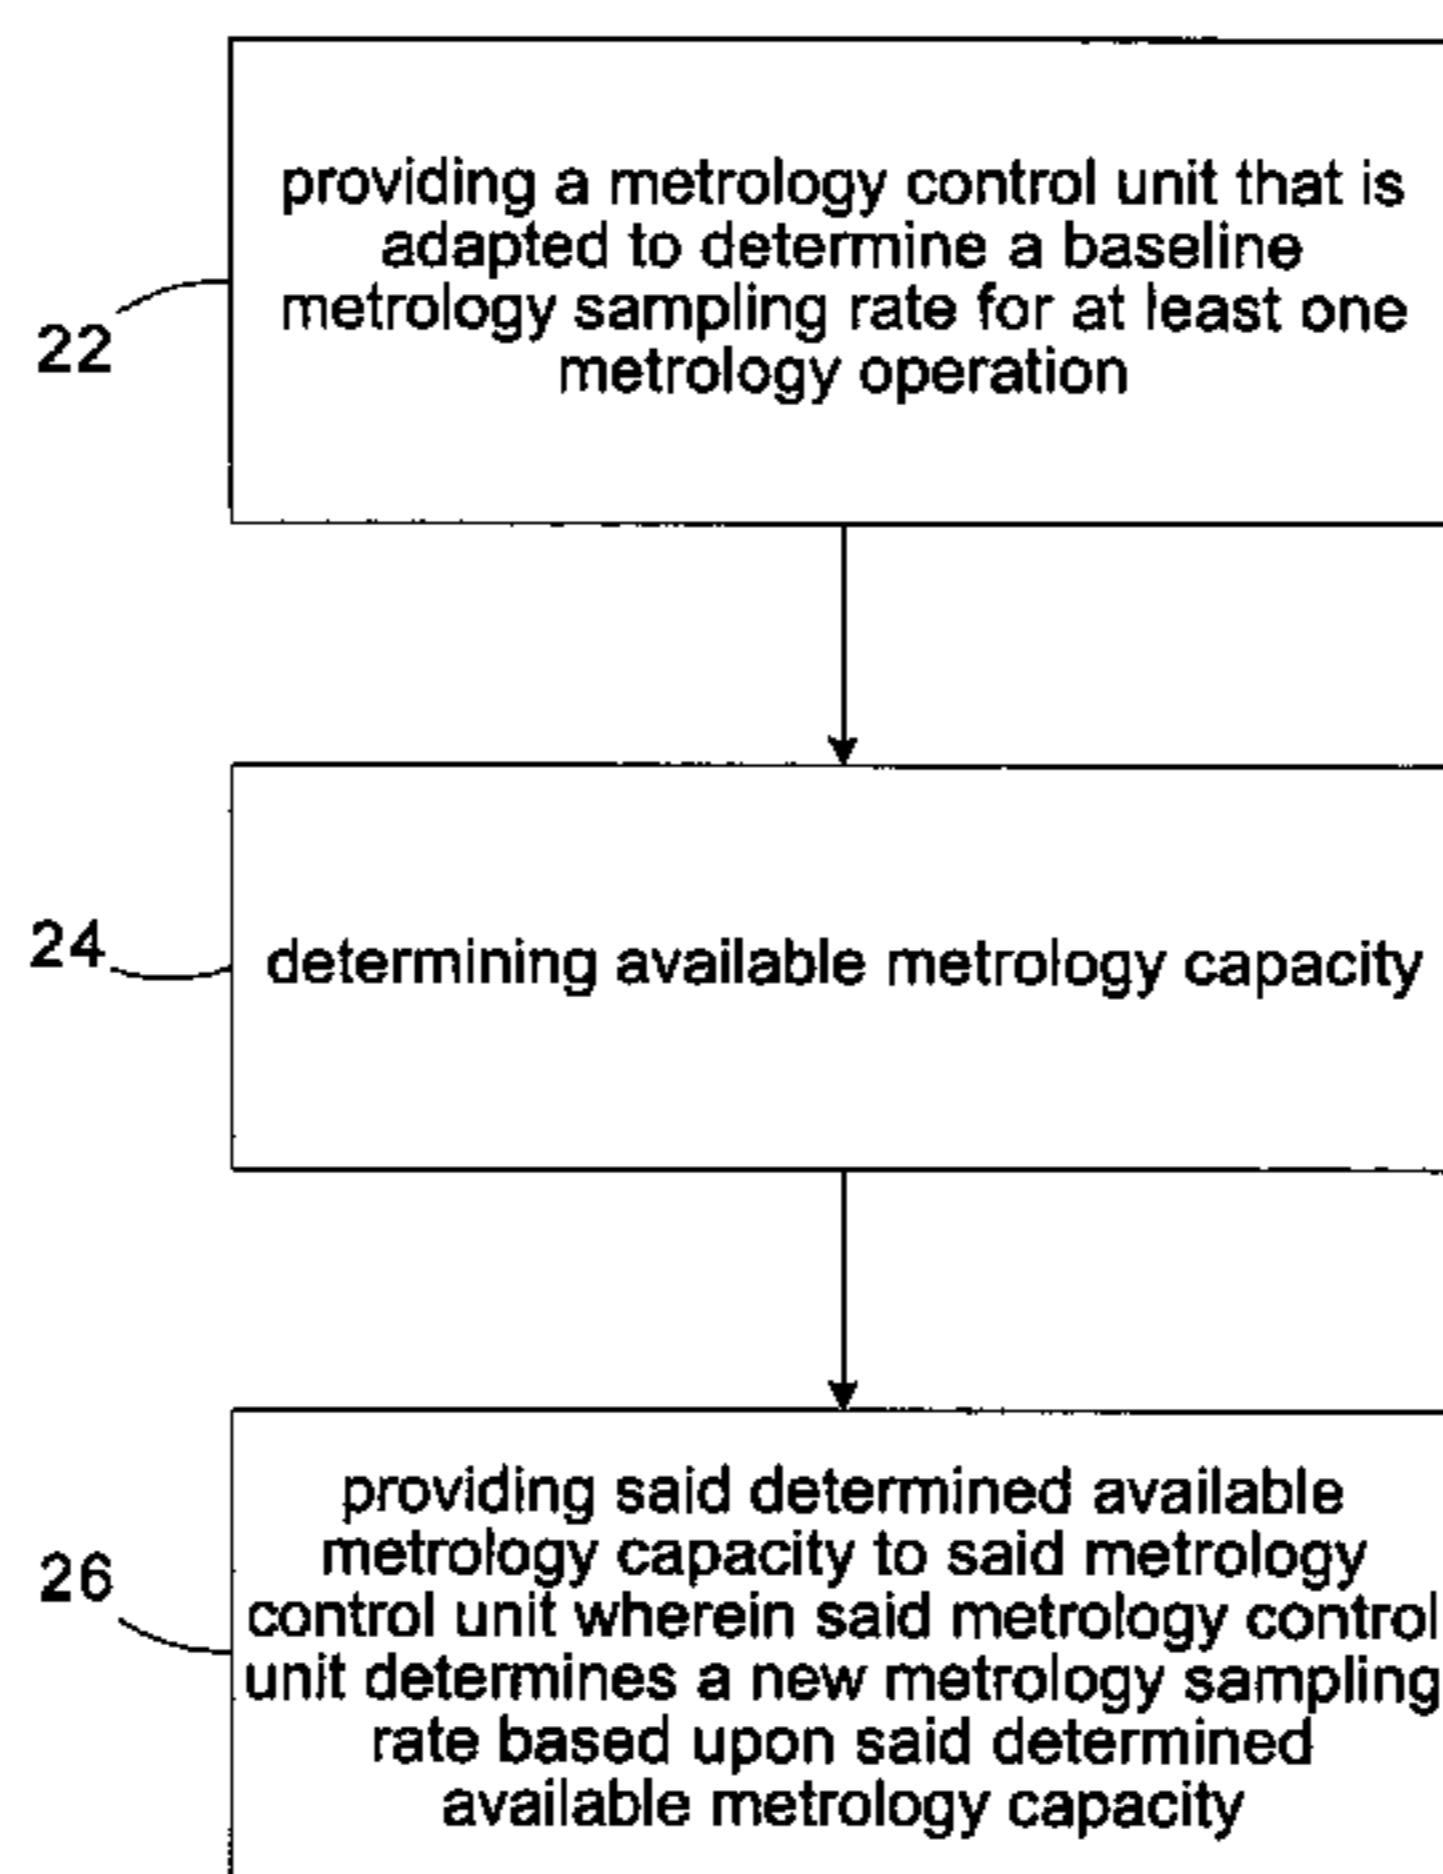 providing a metrology control unit that is
adapted to determine a baseline
metrology sampling rate for at least one
metrology operation
22
24
determining available metrology capacity
providing said determined available
metrology capacity to said metrology
26
control unit wherein said metrology control
unit determines a new metrology sampling
rate based upon said determined
available metrology capacity